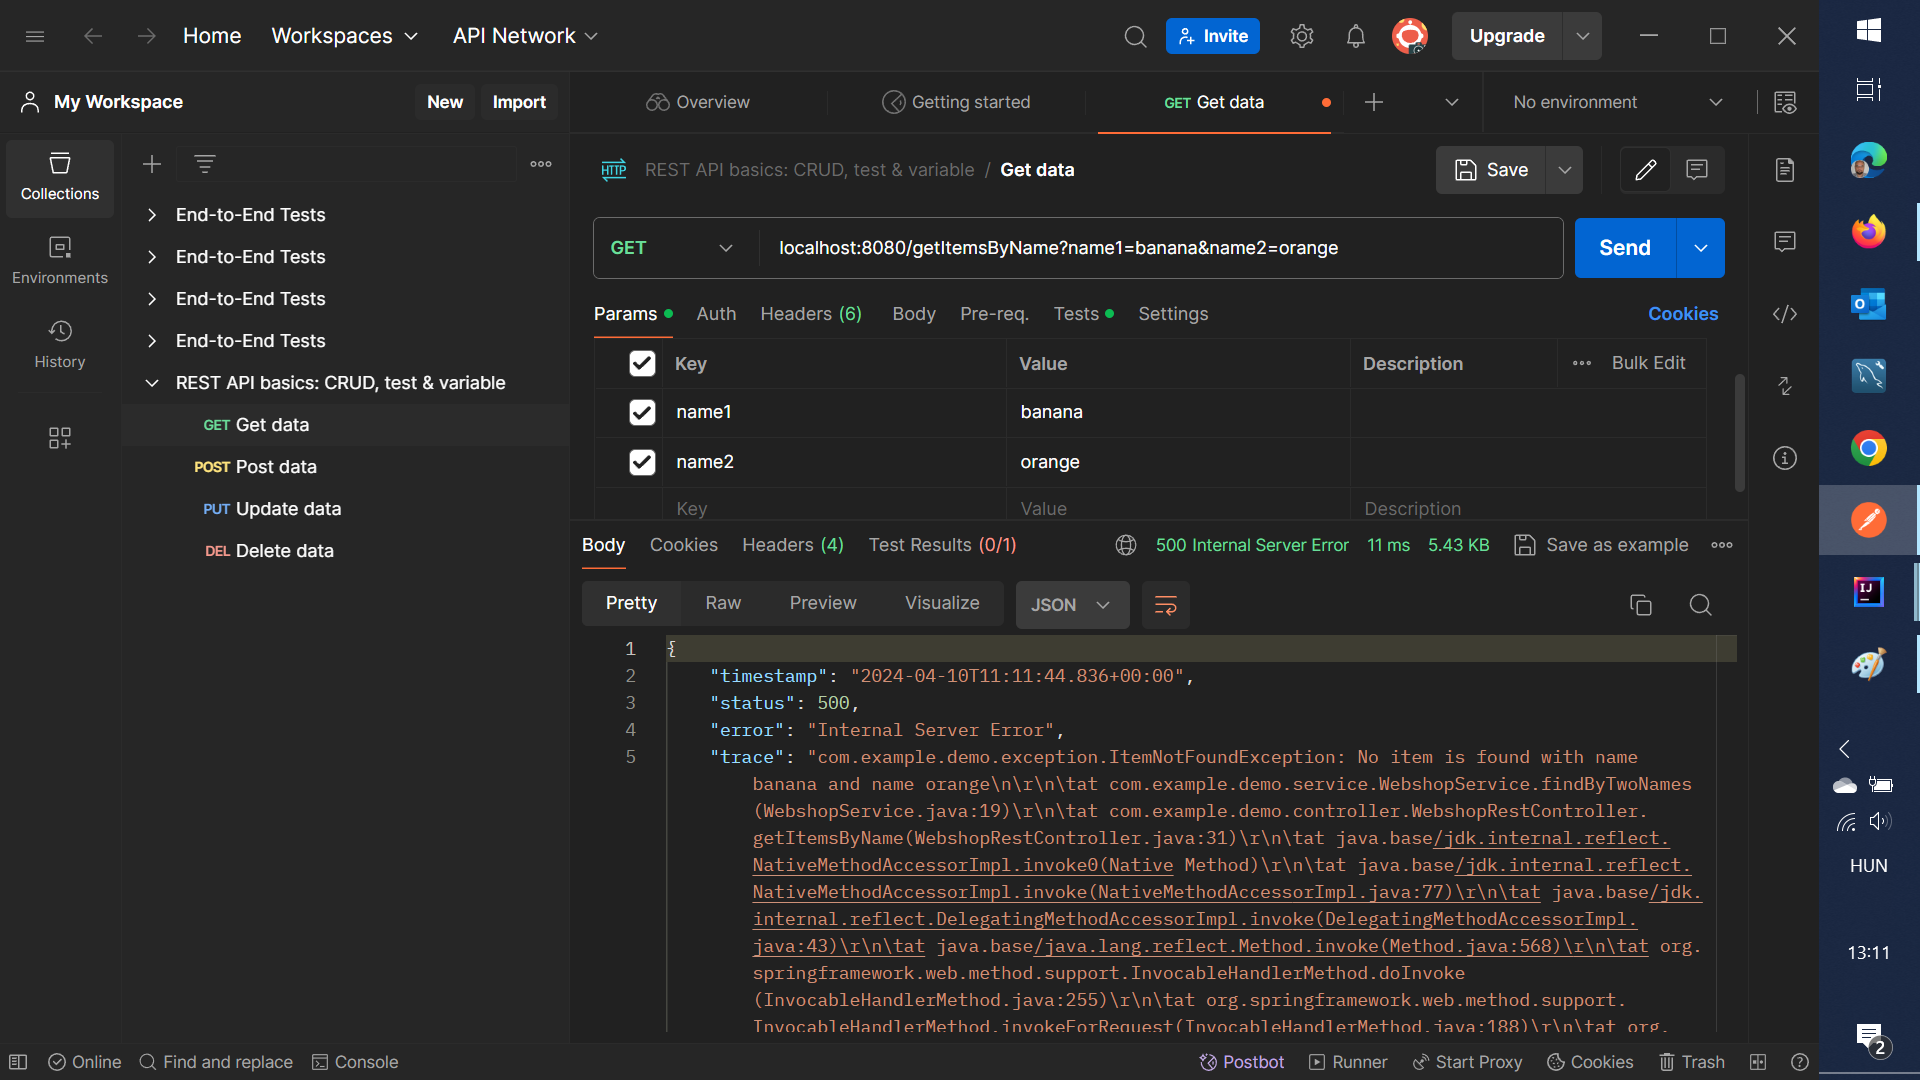 Home Workspaces API Network Invite Upgrade
My Workspace New Import
Overview Getting started GET Get data No environment
Collections
Environments
History
End-to-End Tests
End-to-End Tests
End-to-End Tests
End-to-End Tests
REST API basics: CRUD, test & variable
GET Get data
POST Post data
PUT Update data
DEL Delete data
HTTP REST API basics: CRUD, test & variable / Get data Save
GET localhost:8080/getItemsByName?name1=banana&name2=orange Send
Params Auth Headers (6) Body Pre-req. Tests Settings Cookies
Key Value Description Bulk Edit
name1 banana
name2 orange
Key Value Description
Body Cookies Headers (4) Test Results (0/1) 500 Internal Server Error 11 ms 5.43 KB Save as example
Pretty Raw Preview Visualize JSON
1 {
2 "timestamp": "2024-04-10T11:11:44.836+00:00",
3 "status": 500,
4 "error": "Internal Server Error",
5 "trace": "com.example.demo.exception.ItemNotFoundException: No item is found with name
banana and name orange\n\r\n\tat com.example.demo.service.WebshopService.findByTwoNames
(WebshopService.java:19)\r\n\tat com.example.demo.controller.WebshopRestController.
getItemsByName(WebshopRestController.java:31)\r\n\tat java.base/jdk.internal.reflect.
NativeMethodAccessorImpl.invoke0(Native Method)\r\n\tat java.base/jdk.internal.reflect.
NativeMethodAccessorImpl.invoke(NativeMethodAccessorImpl.java:77)\r\n\tat java.base/jdk.
internal.reflect.DelegatingMethodAccessorImpl.invoke(DelegatingMethodAccessorImpl.
java:43)\r\n\tat java.base/java.lang.reflect.Method.invoke(Method.java:568)\r\n\tat org.
springframework.web.method.support.InvocableHandlerMethod.doInvoke
(InvocableHandlerMethod.java:255)\r\n\tat org.springframework.web.method.support.
InvocableHandlerMethod.invokeForRequest(InvocableHandlerMethod.java:188)\r\n\tat org.
Online Find and replace Console Postbot Runner Start Proxy Cookies Trash
IJ
HUN
13:11
2